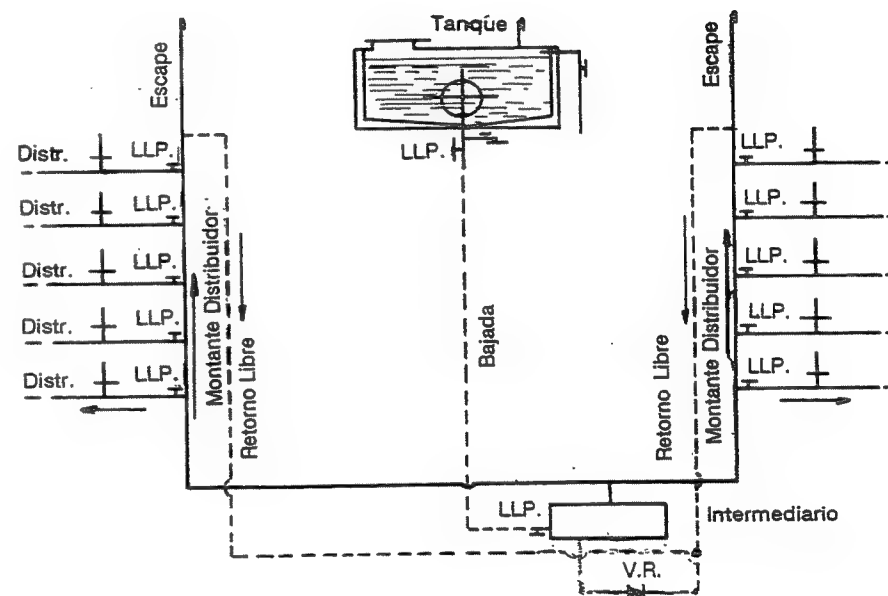 Tanque
Escape
Escape
LLP.
Distr. LLP.
Distr. LLP.
Distr. LLP.
Distr. LLP.
Distr. LLP.
Montante Distribuidor
Retorno Libre
Bajada
Retorno Libre
Montante Distribuidor
LLP.
LLP.
LLP.
LLP.
LLP.
LLP.
Intermediario
V.R.